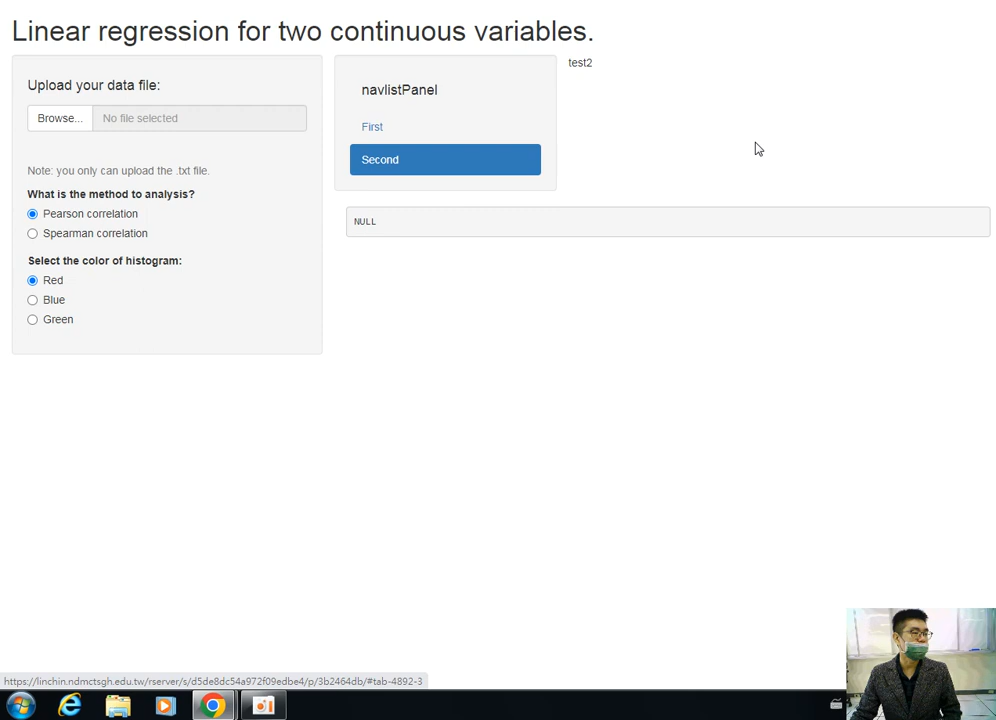 Linear regression for two continuous variables.
Upload your data file:
Browse... No file selected
Note: you only can upload the .txt file.
What is the method to analysis?
Pearson correlation
Spearman correlation
Select the color of histogram:
Red
Blue
Green
navlistPanel
First
Second
test2
NULL
https://linchin.ndmctsgh.edu.tw/rserver/s/d5de8dc54a972f09edbe4/p/3b2464db/#tab-4892-3